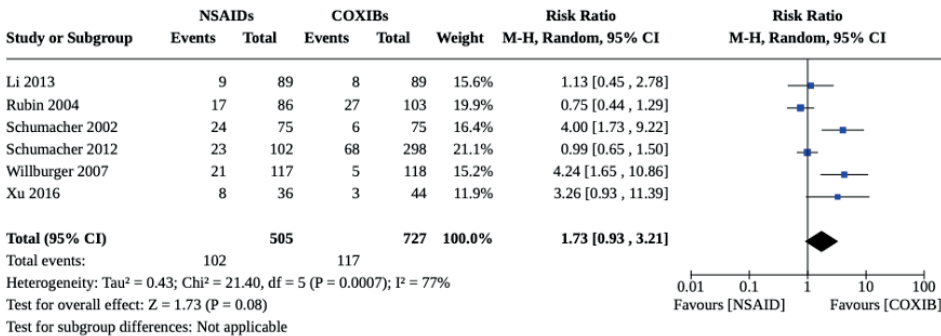 NSAIDs COXIBs Risk Ratio Risk Ratio
Study or Subgroup Events Total Events Total Weight M-H, Random, 95% CI M-H, Random, 95% CI
Li 2013 9 89 8 89 15.6% 1.13 [0.45 , 2.78]
Rubin 2004 17 86 27 103 19.9% 0.75 [0.44 , 1.29]
Schumacher 2002 24 75 6 75 16.4% 4.00 [1.73 , 9.22]
Schumacher 2012 23 102 68 298 21.1% 0.99 [0.65 , 1.50]
Willburger 2007 21 117 5 118 15.2% 4.24 [1.65 , 10.86]
Xu 2016 8 36 3 44 11.9% 3.26 [0.93 , 11.39]
Total (95% CI) 505 727 100.0% 1.73 [0.93 , 3.21]
Total events: 102 117
Heterogeneity: Tau² = 0.43; Chi² = 21.40, df = 5 (P = 0.0007); I² = 77%
0.01 0.1 1 10 100
Test for overall effect: Z = 1.73 (P = 0.08) Favours [NSAID] Favours [COXIB]
Test for subgroup differences: Not applicable